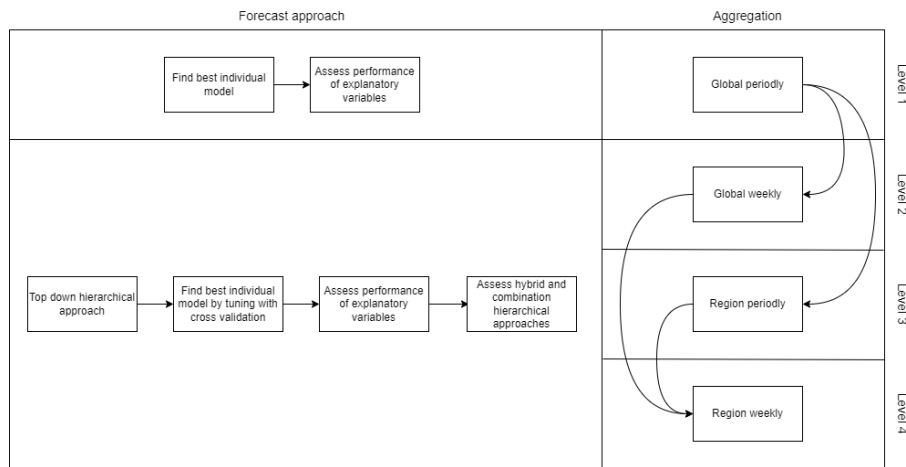 Forecast approach
Aggregation
Find best individual
model
Assess performance
of explanatory
variables
Global periodly
Level 1
Global weekly
Level 2
Top down hierarchical
approach
Find best individual
model by tuning with
cross validation
Assess performance
of explanatory
variables
Assess hybrid and
combination
hierarchical
approaches
Region periodly
Level 3
Region weekly
Level 4